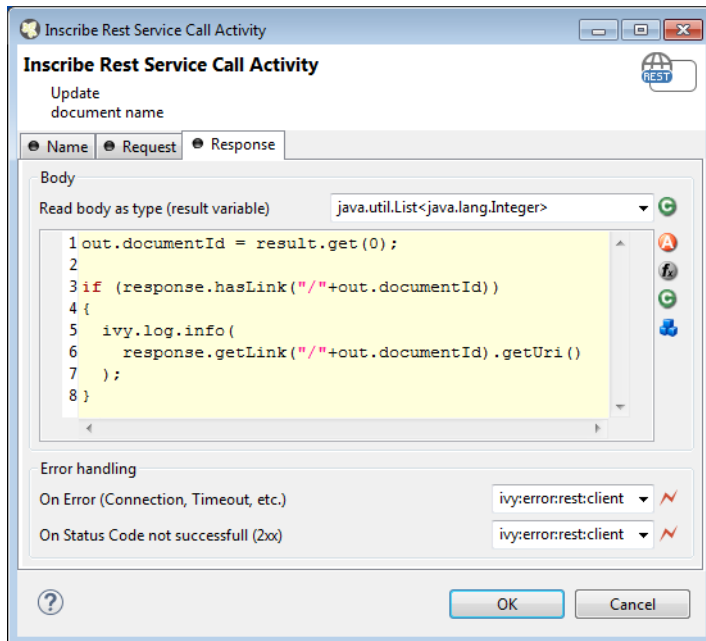 Inscribe Rest Service Call Activity
Inscribe Rest Service Call Activity
REST
Update
document name
Name Request Response
Body
Read body as type (result variable) java.util.List<java.lang.Integer>
1 out.documentId = result.get(0);
2
3 if (response.hasLink("/"+out.documentId))
4 {
5 ivy.log.info(
6 response.getLink("/"+out.documentId).getUri()
7 );
8 }
A
fx
C
C
Error handling
On Error (Connection, Timeout, etc.) ivy:error:rest:client
On Status Code not successfull (2xx) ivy:error:rest:client
? OK Cancel